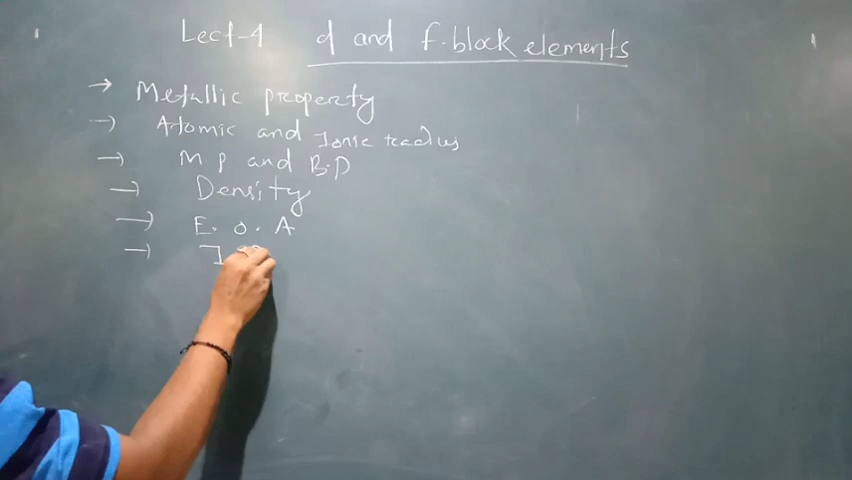 Lect-4 d and f-block elements
→ Metallic property
→ Atomic and Ionic radius
→ M P and B.P
→ Density
→ E. O. A
→ I